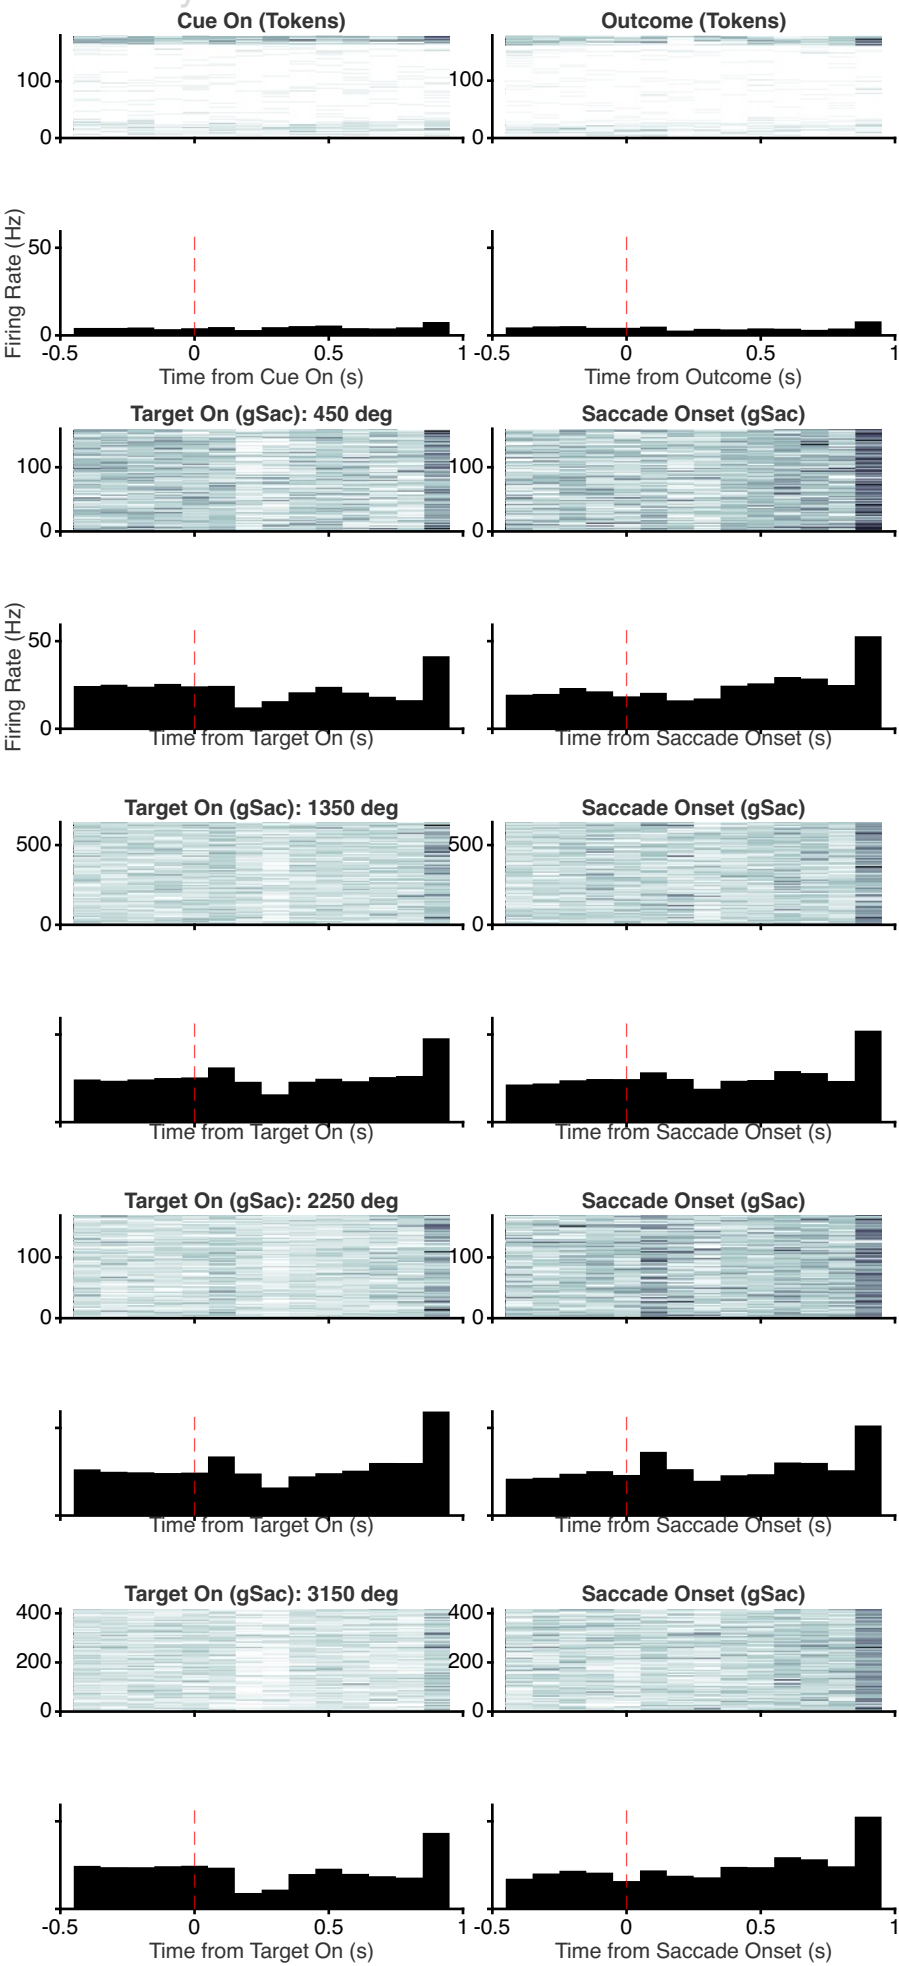 Cue On (Tokens) Outcome (Tokens)
100 100
0 0
Firing Rate (Hz)
50
0
-0.5 0 0.5 1 -0.5 0 0.5 1
Time from Cue On (s) Time from Outcome (s)
Target On (gSac): 450 deg Saccade Onset (gSac)
100 100
0 0
Firing Rate (Hz)
50
0
Time from Target On (s) Time from Saccade Onset (s)
Target On (gSac): 1350 deg Saccade Onset (gSac)
500 500
0 0
Time from Target On (s) Time from Saccade Onset (s)
Target On (gSac): 2250 deg Saccade Onset (gSac)
100 100
0 0
Time from Target On (s) Time from Saccade Onset (s)
Target On (gSac): 3150 deg Saccade Onset (gSac)
400 400
200 200
0 0
-0.5 0 0.5 1 -0.5 0 0.5 1
Time from Target On (s) Time from Saccade Onset (s)